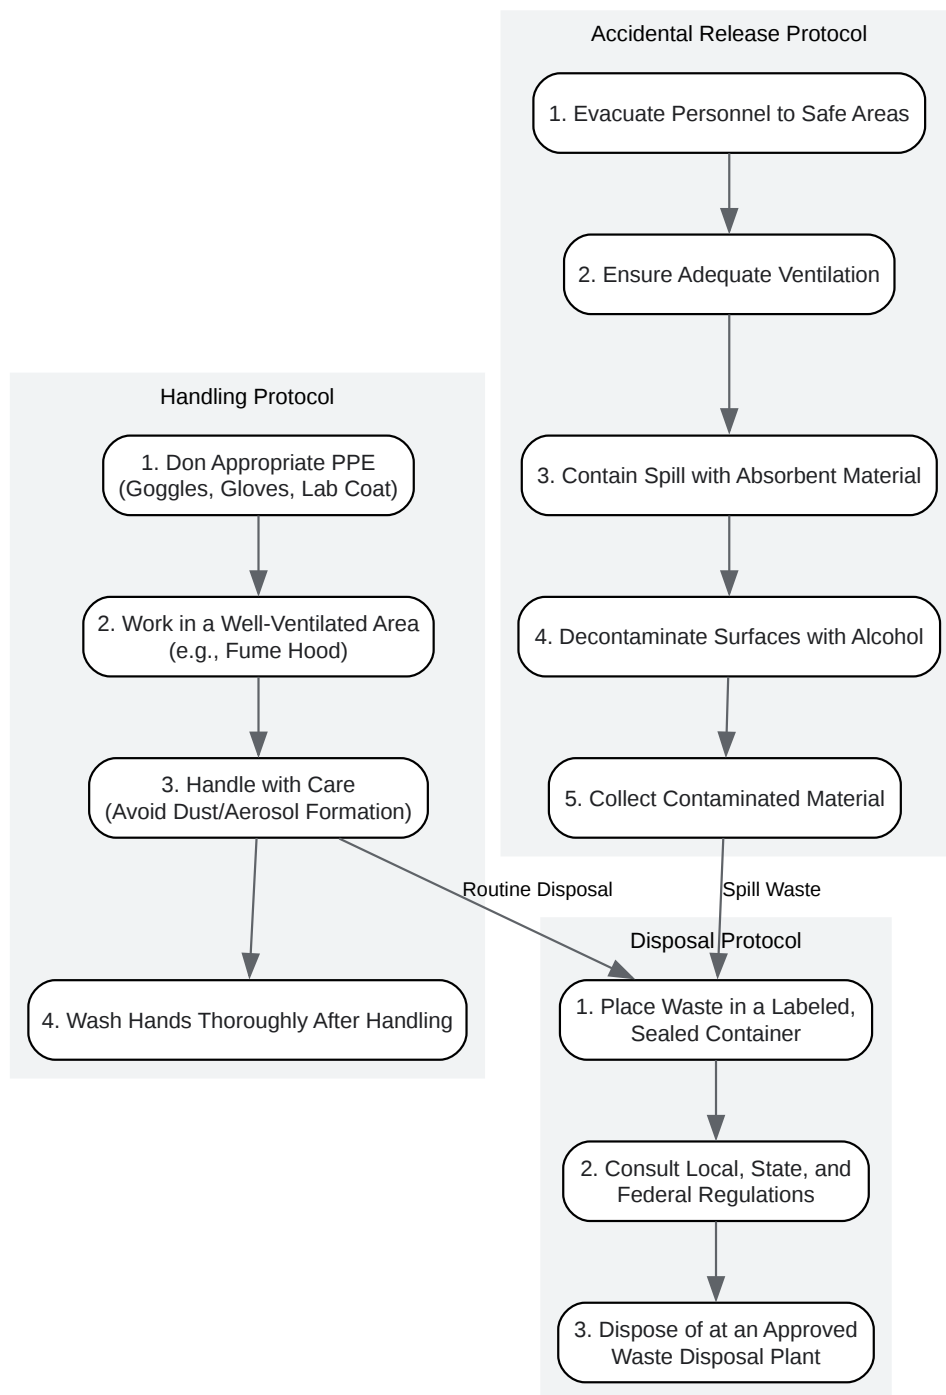 Accidental Release Protocol
1. Evacuate Personnel to Safe Areas
2. Ensure Adequate Ventilation
3. Contain Spill with Absorbent Material
4. Decontaminate Surfaces with Alcohol
5. Collect Contaminated Material
Handling Protocol
1. Don Appropriate PPE
(Goggles, Gloves, Lab Coat)
2. Work in a Well-Ventilated Area
(e.g., Fume Hood)
3. Handle with Care
(Avoid Dust/Aerosol Formation)
4. Wash Hands Thoroughly After Handling
Routine Disposal
Spill Waste
Disposal Protocol
1. Place Waste in a Labeled,
Sealed Container
2. Consult Local, State, and
Federal Regulations
3. Dispose of at an Approved
Waste Disposal Plant